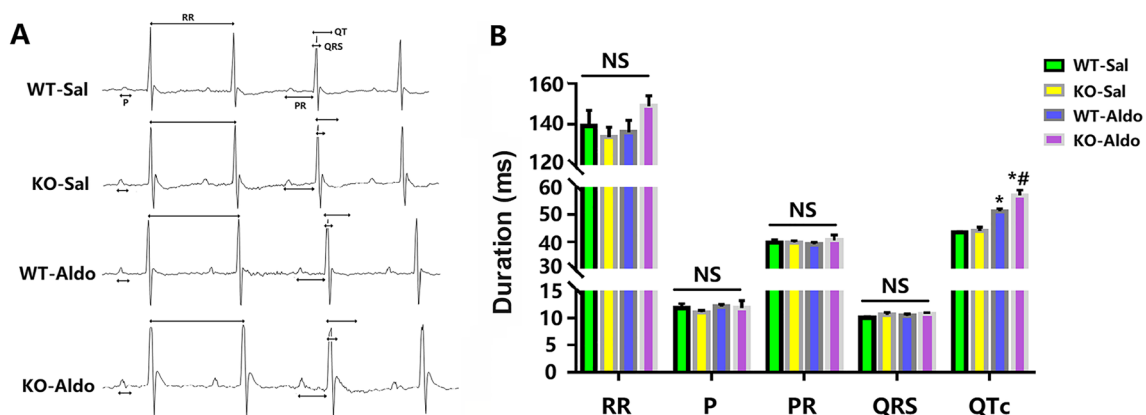 A
RR
QT
QRS
WT-Sal
P
PR
KO-Sal
WT-Aldo
KO-Aldo
B
NS
NS
NS
NS
*
*#
Duration (ms)
160
140
120
60
50
40
30
15
10
5
0
RR
P
PR
QRS
QTc
WT-Sal
KO-Sal
WT-Aldo
KO-Aldo